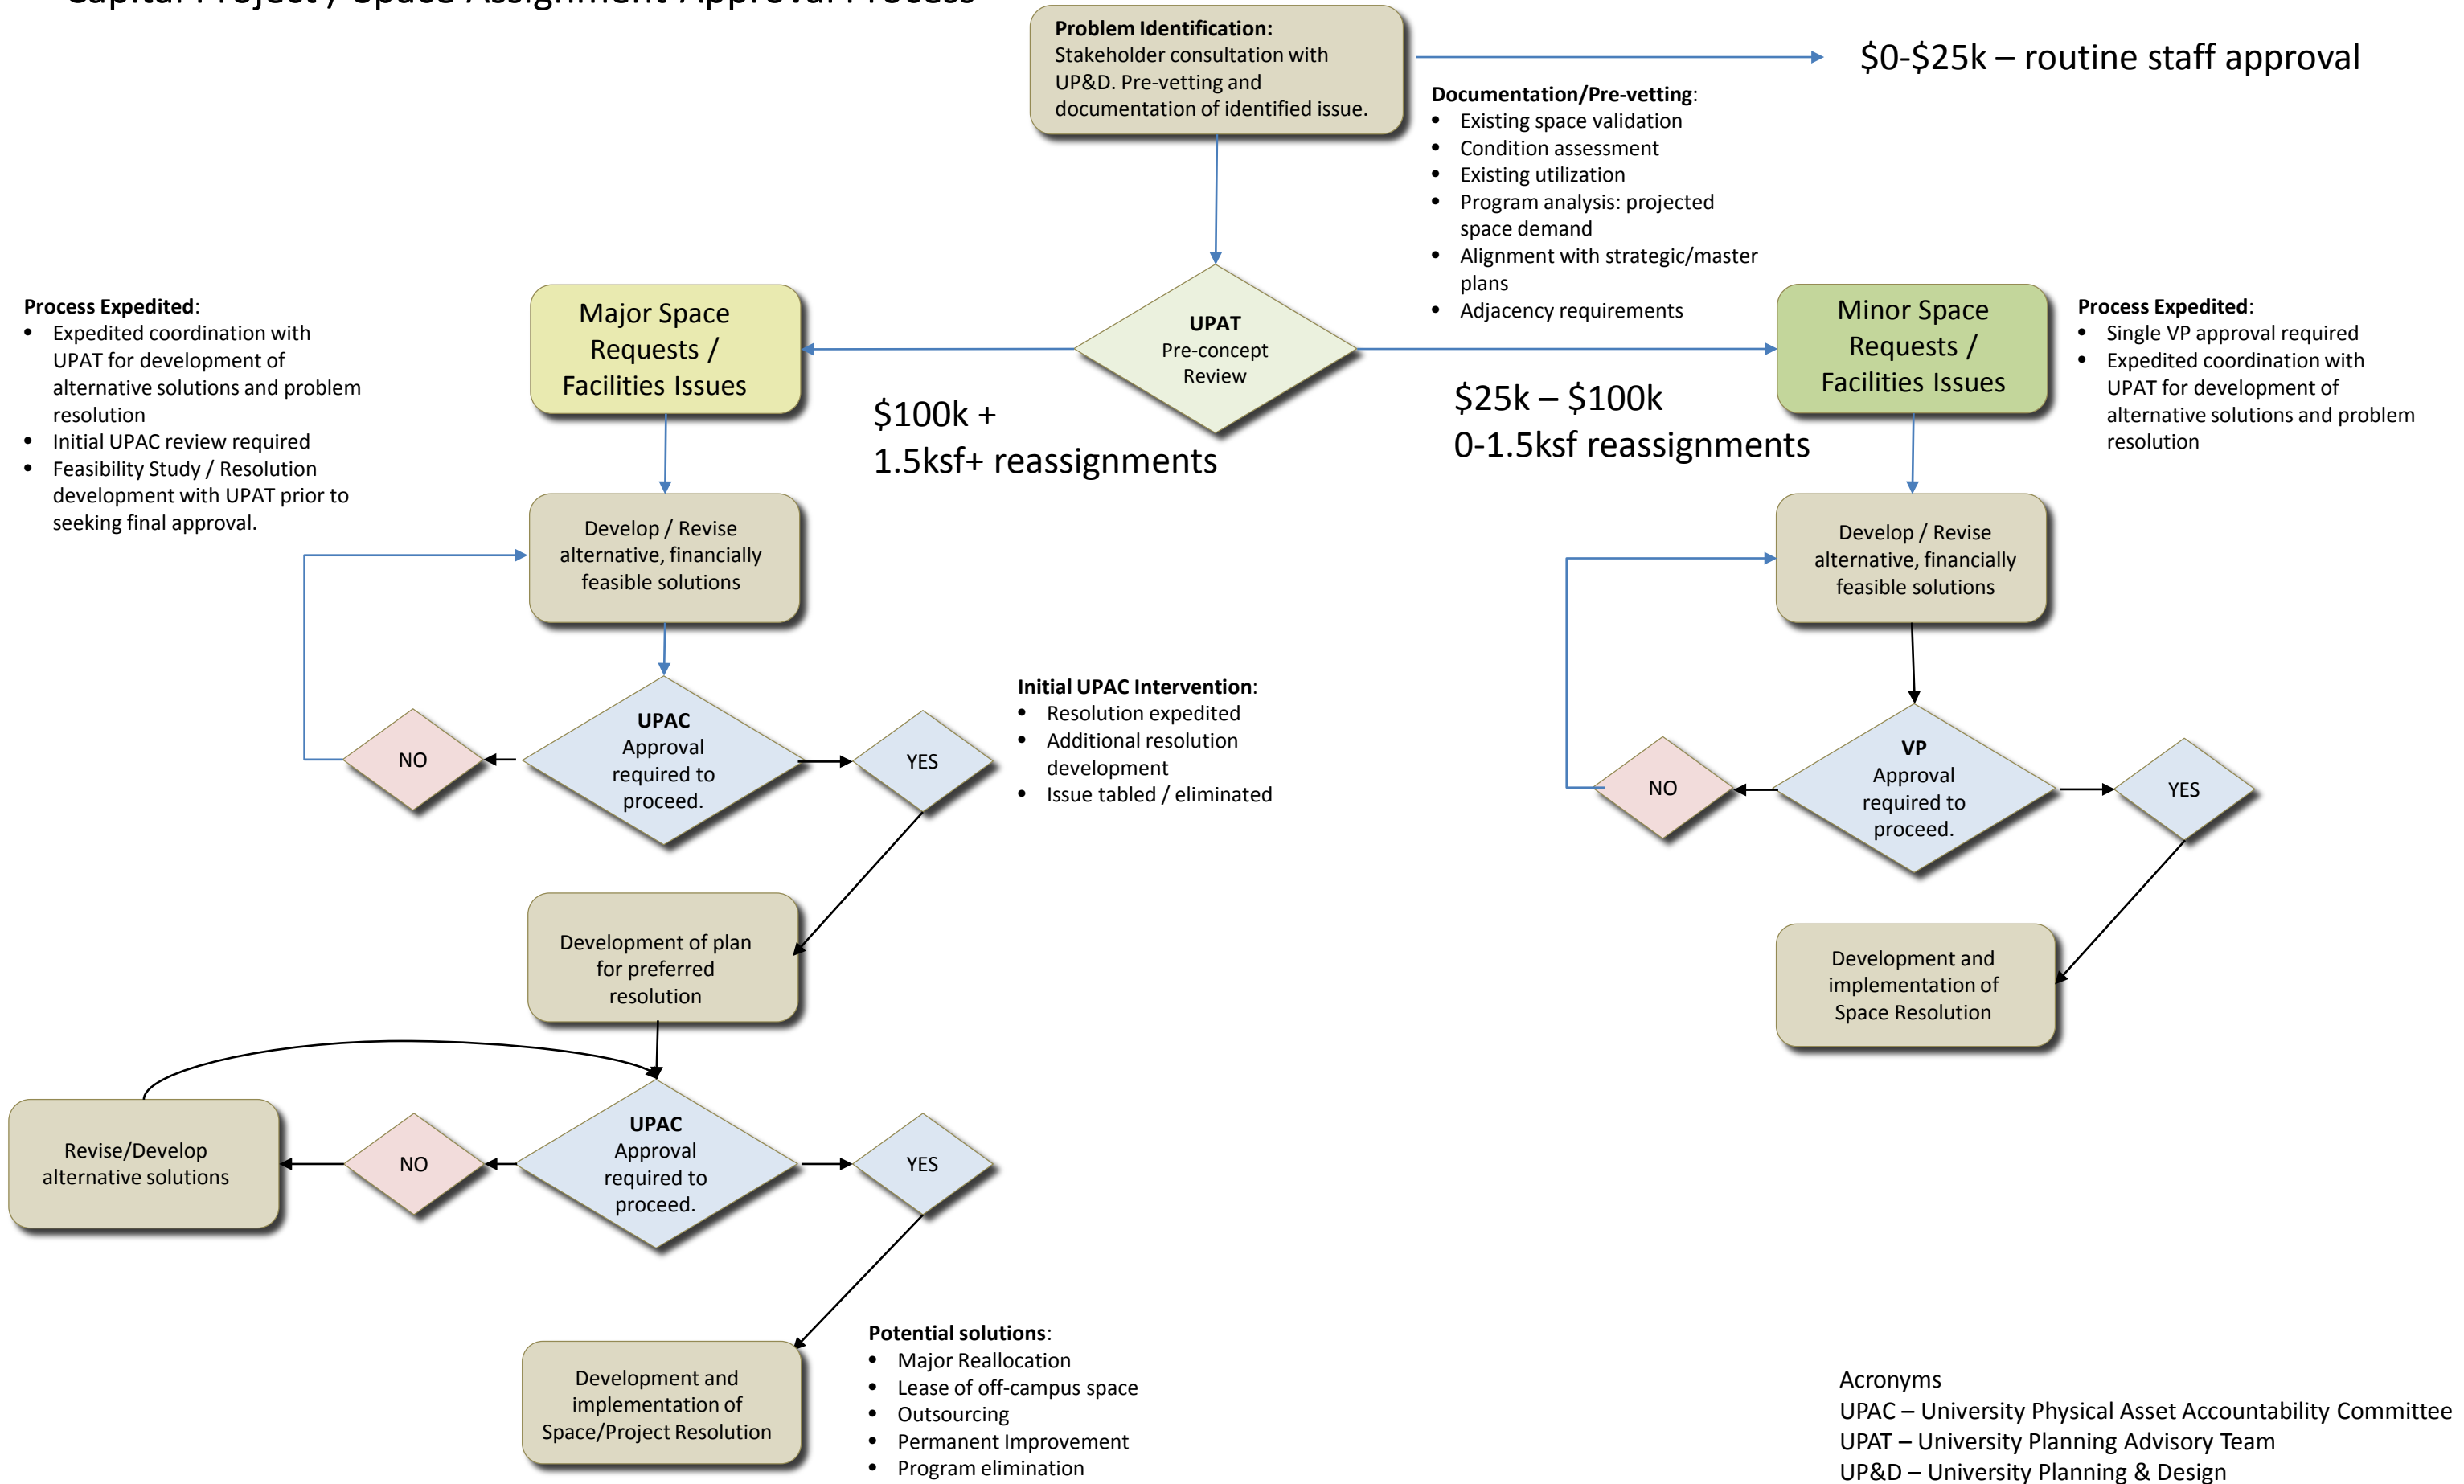 Capital Project / Space Assignment Approval Process
Problem Identification:
Stakeholder consultation with
UP&D. Pre-vetting and
documentation of identified issue.
$0-$25k – routine staff approval
Documentation/Pre-vetting:
• Existing space validation
• Condition assessment
• Existing utilization
• Program analysis: projected
space demand
• Alignment with strategic/master
plans
• Adjacency requirements
Process Expedited:
• Expedited coordination with
UPAT for development of
alternative solutions and problem
resolution
• Initial UPAC review required
• Feasibility Study / Resolution
development with UPAT prior to
seeking final approval.
Major Space
Requests /
Facilities Issues
UPAT
Pre-concept
Review
Minor Space
Requests /
Facilities Issues
Process Expedited:
• Single VP approval required
• Expedited coordination with
UPAT for development of
alternative solutions and problem
resolution
$100k +
1.5ksf+ reassignments
$25k – $100k
0-1.5ksf reassignments
Develop / Revise
alternative, financially
feasible solutions
Develop / Revise
alternative, financially
feasible solutions
NO
UPAC
Approval
required to
proceed.
YES
Initial UPAC Intervention:
• Resolution expedited
• Additional resolution
development
• Issue tabled / eliminated
NO
VP
Approval
required to
proceed.
YES
Development of plan
for preferred
resolution
Development and
implementation of
Space Resolution
Revise/Develop
alternative solutions
NO
UPAC
Approval
required to
proceed.
YES
Development and
implementation of
Space/Project Resolution
Potential solutions:
• Major Reallocation
• Lease of off-campus space
• Outsourcing
• Permanent Improvement
• Program elimination
Acronyms
UPAC – University Physical Asset Accountability Committee
UPAT – University Planning Advisory Team
UP&D – University Planning & Design